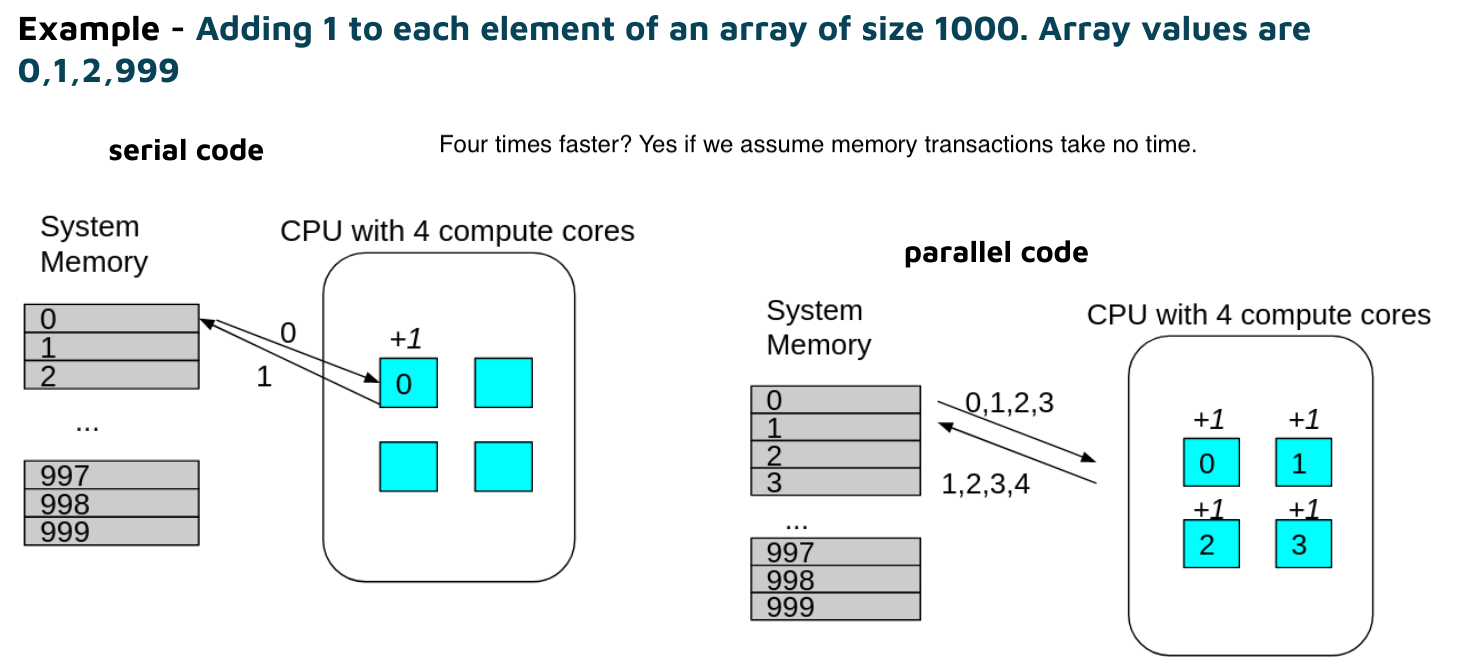 Example - Adding 1 to each element of an array of size 1000. Array values are
0,1,2,999
serial code
Four times faster? Yes if we assume memory transactions take no time.
System
Memory
CPU with 4 compute cores
0
1
2
...
997
998
999
0
1
+1
0
parallel code
System
Memory
CPU with 4 compute cores
0
1
2
3
...
997
998
999
0,1,2,3
1,2,3,4
+1 +1
0 1
+1 +1
2 3